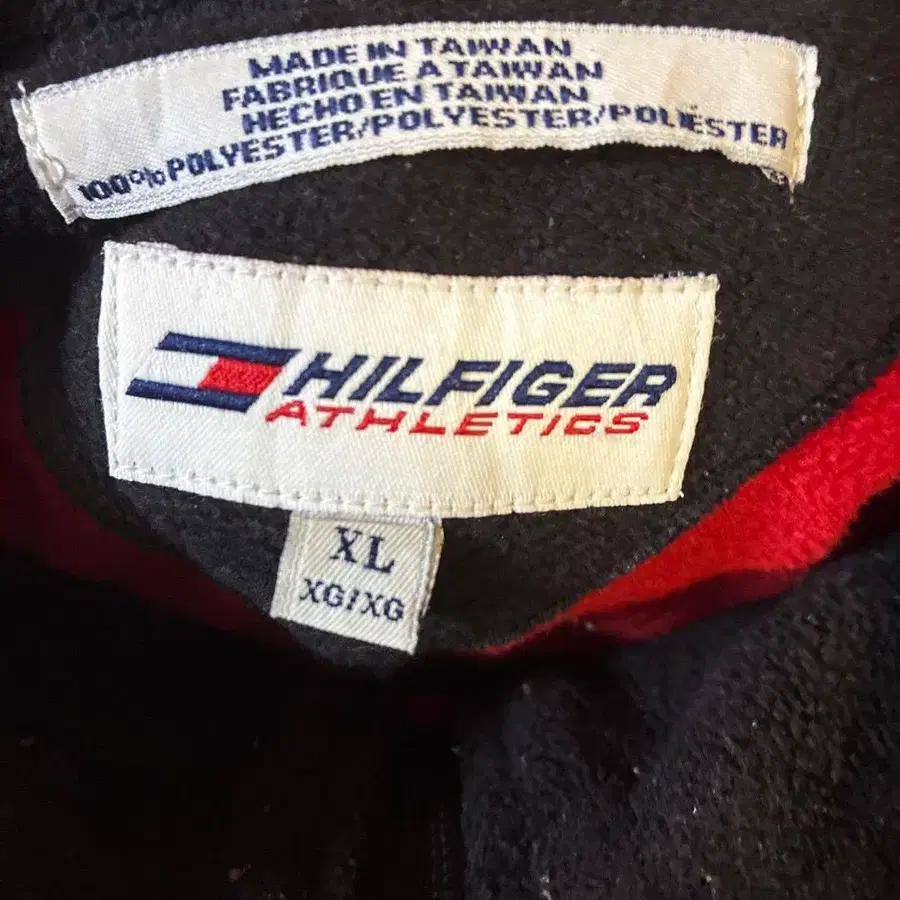 MADE IN TAIWAN
FABRIQUE A TAIWAN
HECHO EN TAIWAN
100% POLYESTER/POLYESTER/POLIESTER
HILFIGER
ATHLETICS
XL
XG/XG